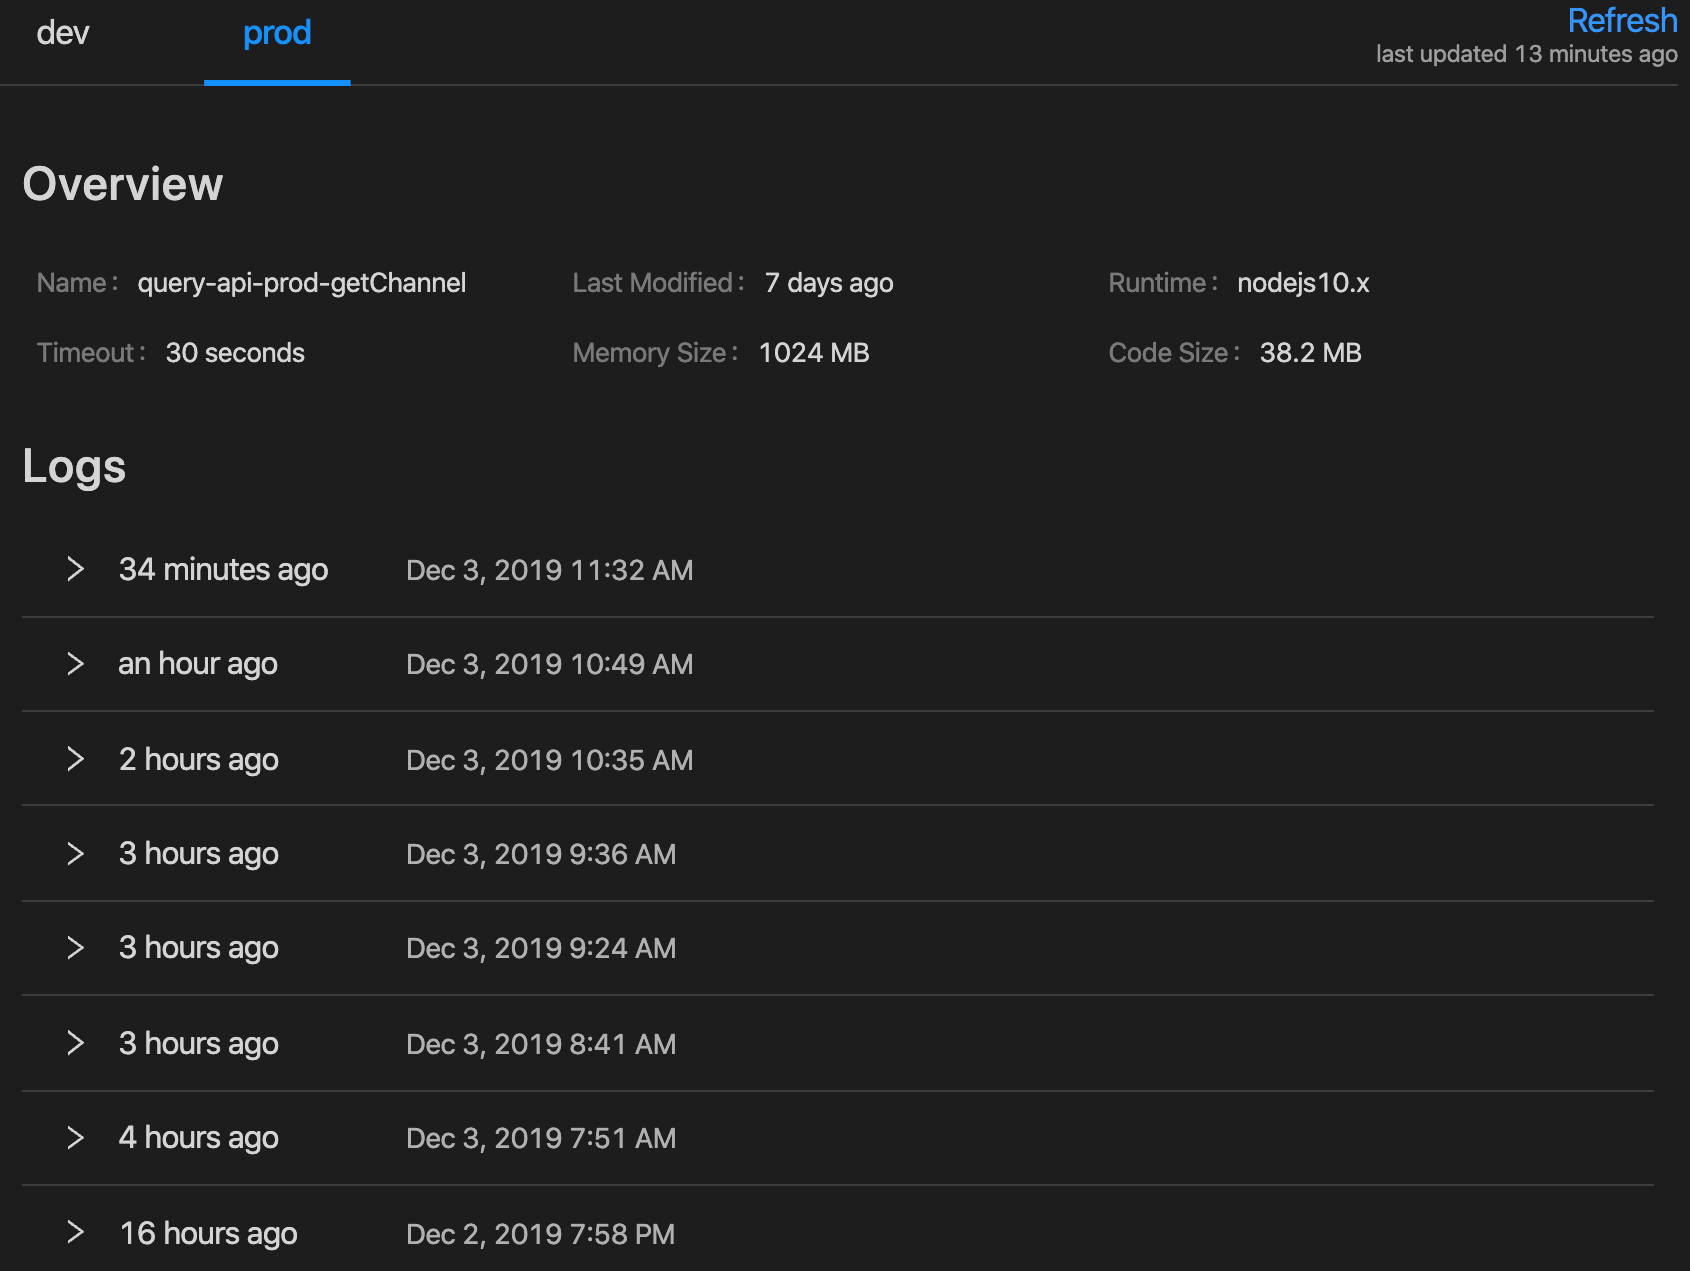 dev prod Refresh
last updated 13 minutes ago
Overview
Name: query-api-prod-getChannel Last Modified: 7 days ago Runtime: nodejs10.x
Timeout: 30 seconds Memory Size: 1024 MB Code Size: 38.2 MB
Logs
34 minutes ago Dec 3, 2019 11:32 AM
an hour ago Dec 3, 2019 10:49 AM
2 hours ago Dec 3, 2019 10:35 AM
3 hours ago Dec 3, 2019 9:36 AM
3 hours ago Dec 3, 2019 9:24 AM
3 hours ago Dec 3, 2019 8:41 AM
4 hours ago Dec 3, 2019 7:51 AM
16 hours ago Dec 2, 2019 7:58 PM